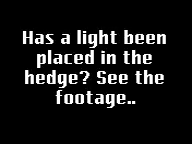 Has a light been
placed in the
hedge? See the
footage..